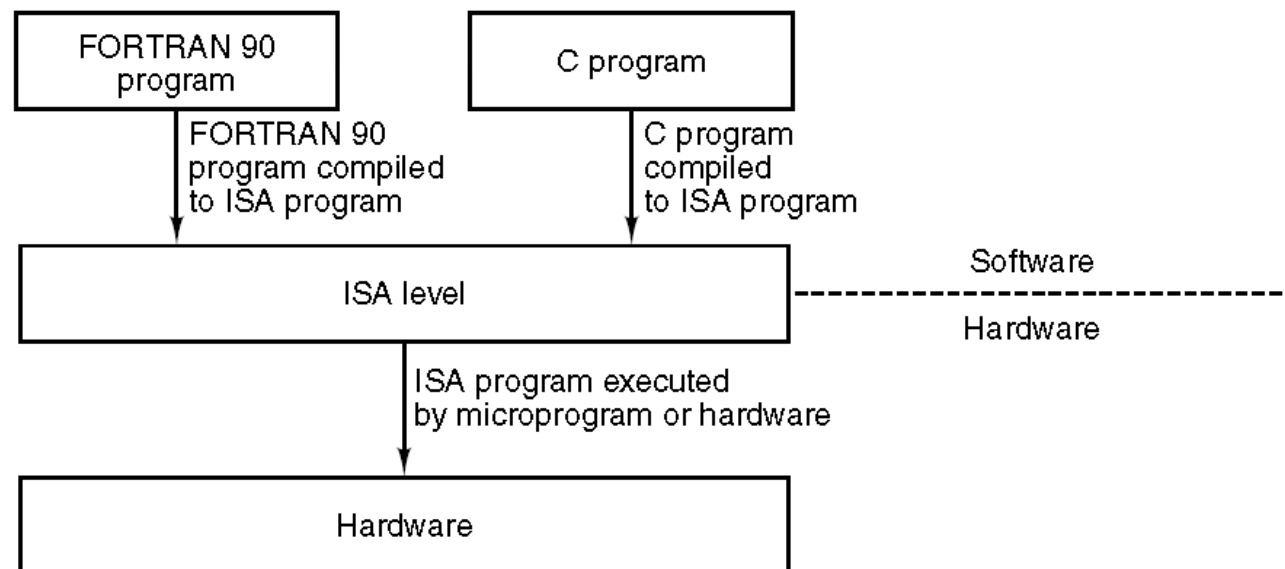 FORTRAN 90
program
C program
FORTRAN 90
program compiled
to ISA program
C program
compiled
to ISA program
ISA level
Software
Hardware
ISA program executed
by microprogram or hardware
Hardware